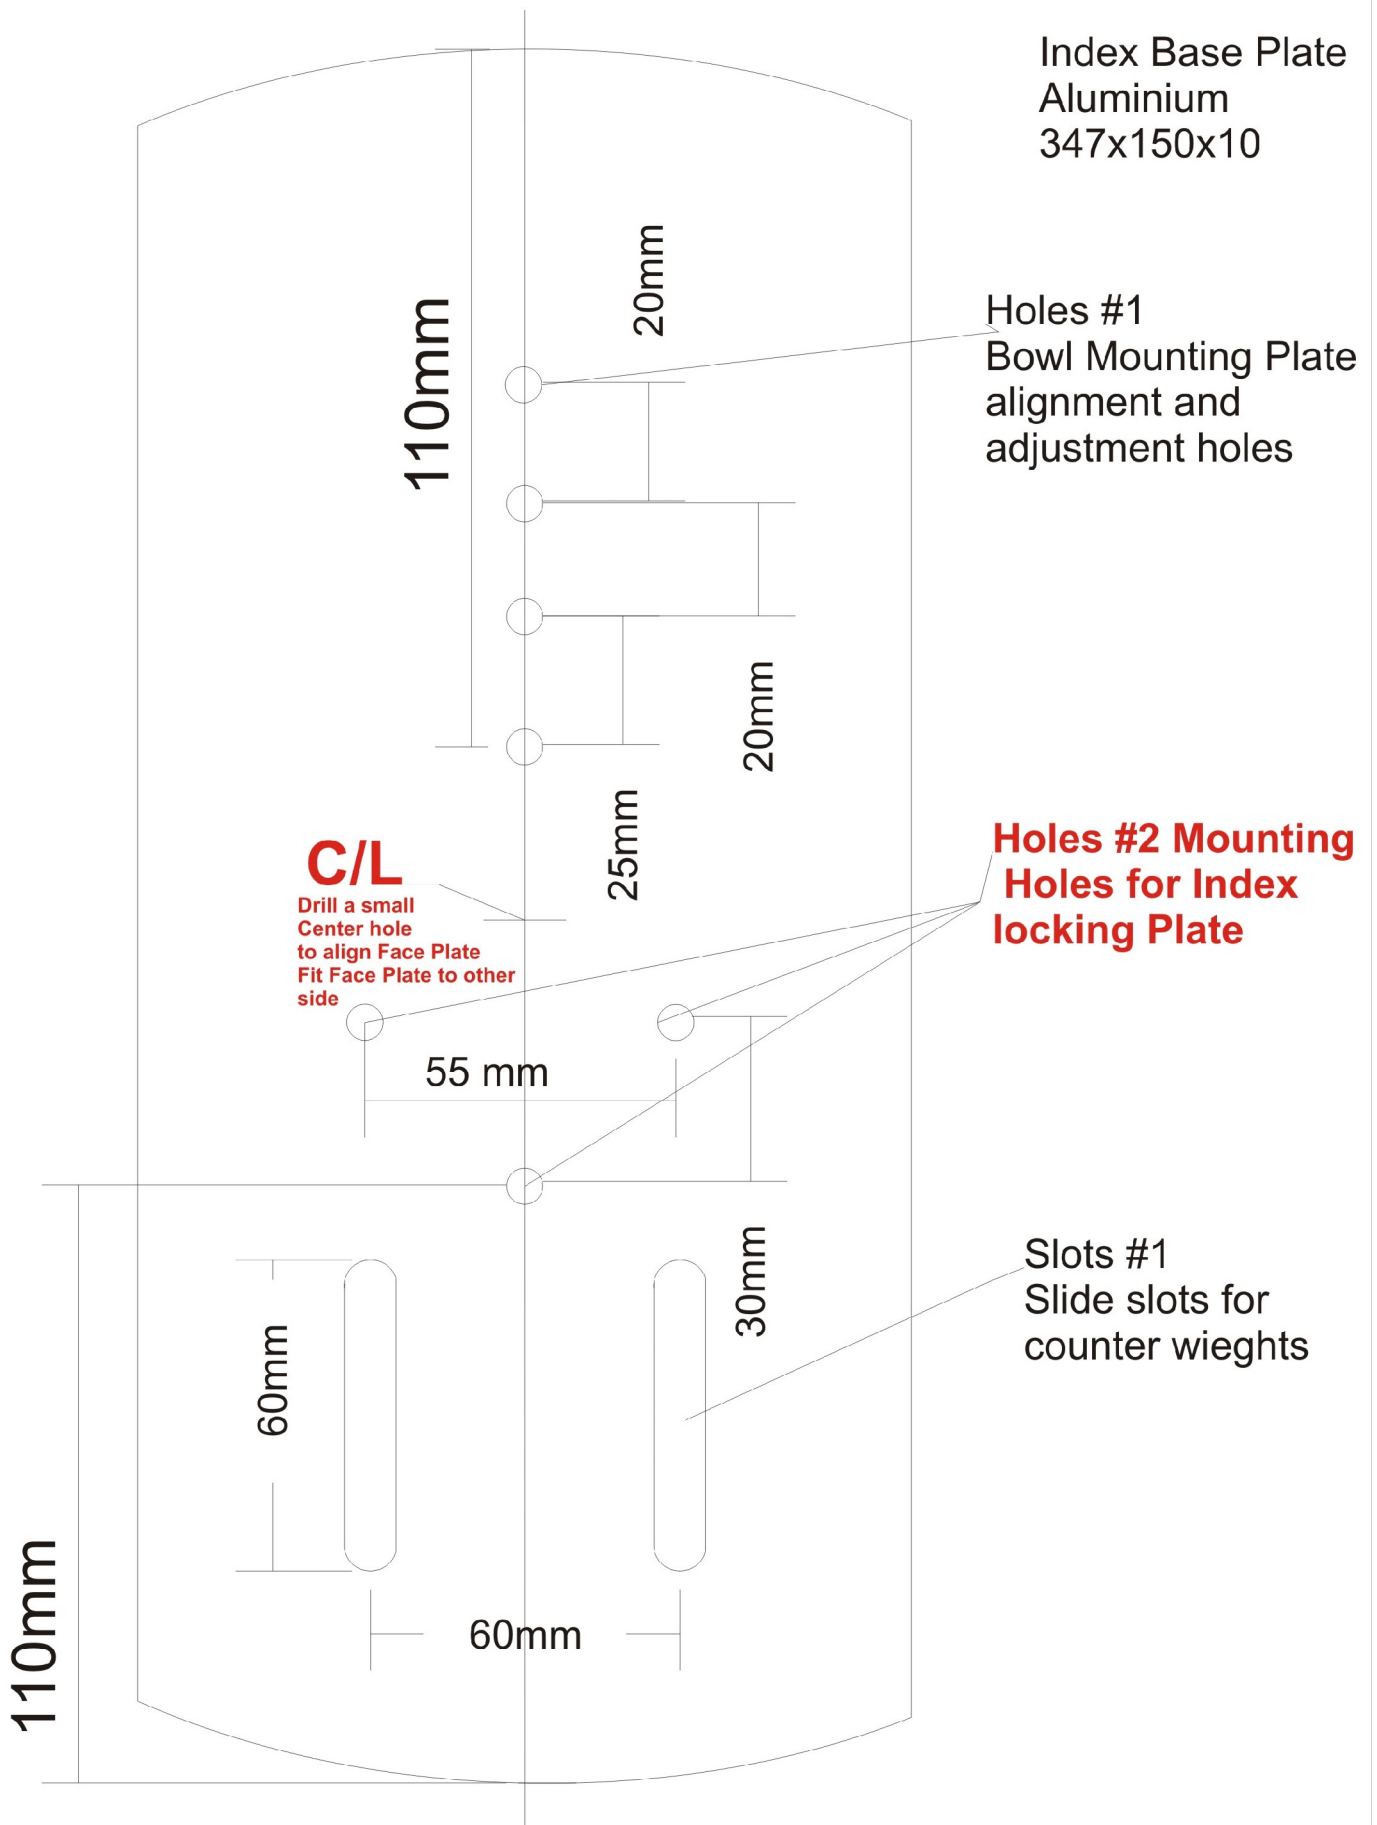 Index Base Plate
Aluminium
347x150x10
20mm
110mm
Holes #1
Bowl Mounting Plate
alignment and
adjustment holes
20mm
25mm
C/L
Drill a small
Center hole
to align Face Plate
Fit Face Plate to other
side
Holes #2 Mounting
Holes for Index
locking Plate
55 mm
30mm
Slots #1
Slide slots for
counter wieghts
60mm
110mm
60mm